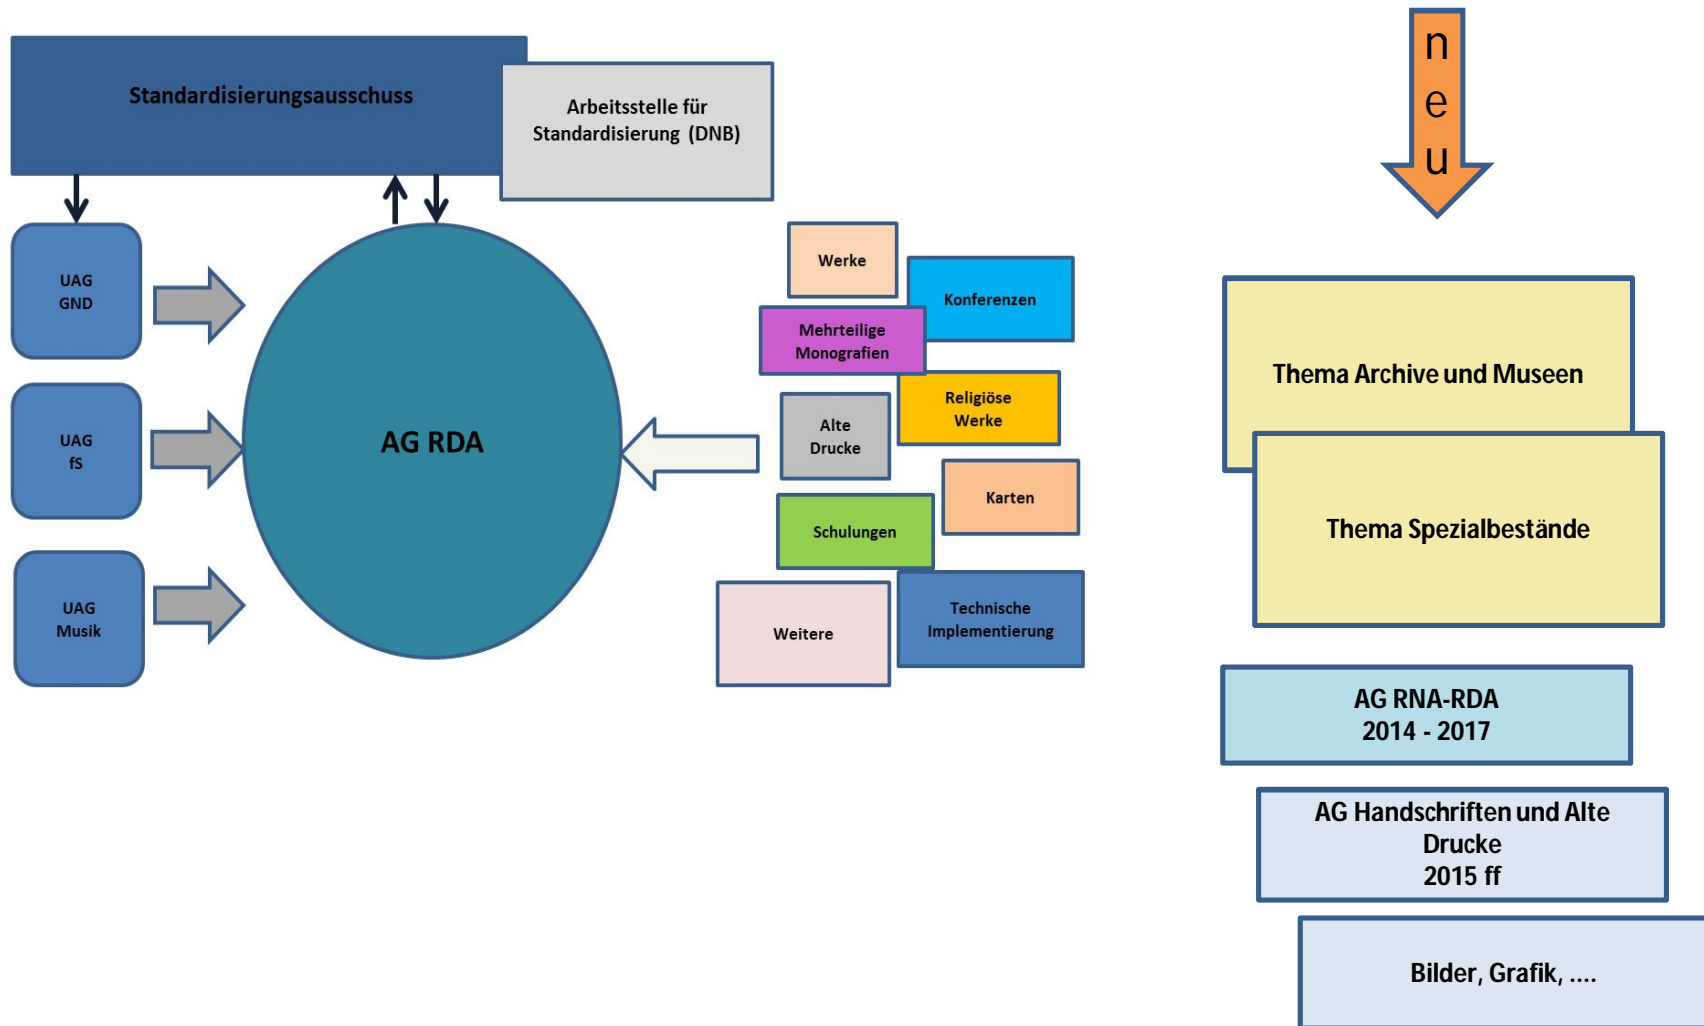 Standardisierungsausschuss
Arbeitsstelle für
Standardisierung (DNB)
UAG
GND
UAG
fS
UAG
Musik
AG RDA
Werke
Konferenzen
Mehrteilige
Monografien
Religiöse
Werke
Alte
Drucke
Karten
Schulungen
Technische
Implementierung
Weitere
n
e
u
Thema Archive und Museen
Thema Spezialbestände
AG RNA-RDA
2014 - 2017
AG Handschriften und Alte
Drucke
2015 ff
Bilder, Grafik, ....